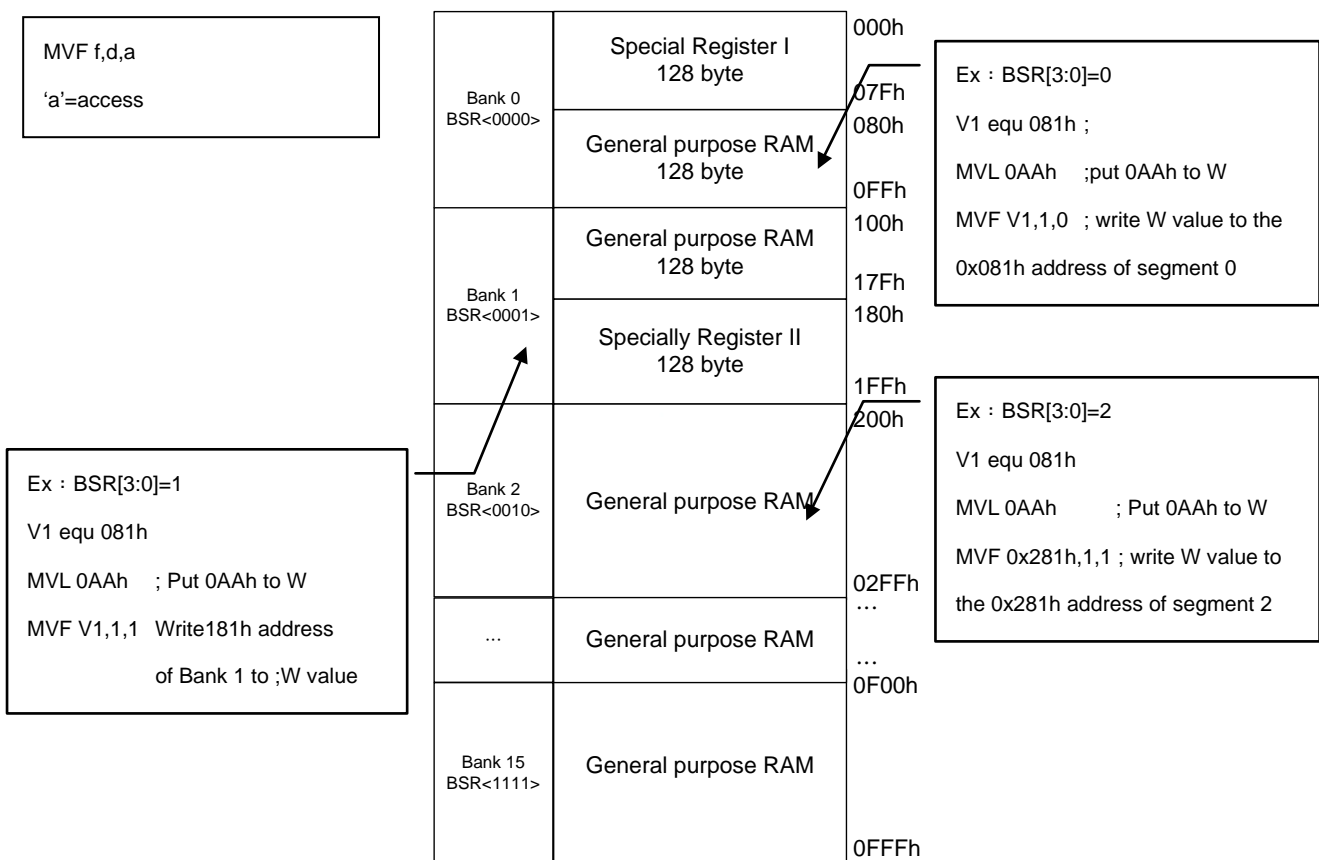 MVF f,d,a
‘a’=access
Bank 0
BSR<0000>
Special Register I
128 byte
000h
07Fh
General purpose RAM
128 byte
080h
0FFh
Bank 1
BSR<0001>
General purpose RAM
128 byte
100h
17Fh
Specially Register II
128 byte
180h
1FFh
Bank 2
BSR<0010>
General purpose RAM
200h
02FFh
...
General purpose RAM
...
...
Bank 15
BSR<1111>
General purpose RAM
0F00h
0FFFh
Ex：BSR[3:0]=0
V1 equ 081h ;
MVL 0AAh ;put 0AAh to W
MVF V1,1,0 ; write W value to the
0x081h address of segment 0
Ex：BSR[3:0]=1
V1 equ 081h
MVL 0AAh ; Put 0AAh to W
MVF V1,1,1 Write181h address
of Bank 1 to ;W value
Ex：BSR[3:0]=2
V1 equ 081h
MVL 0AAh ; Put 0AAh to W
MVF 0x281h,1,1 ; write W value to
the 0x281h address of segment 2